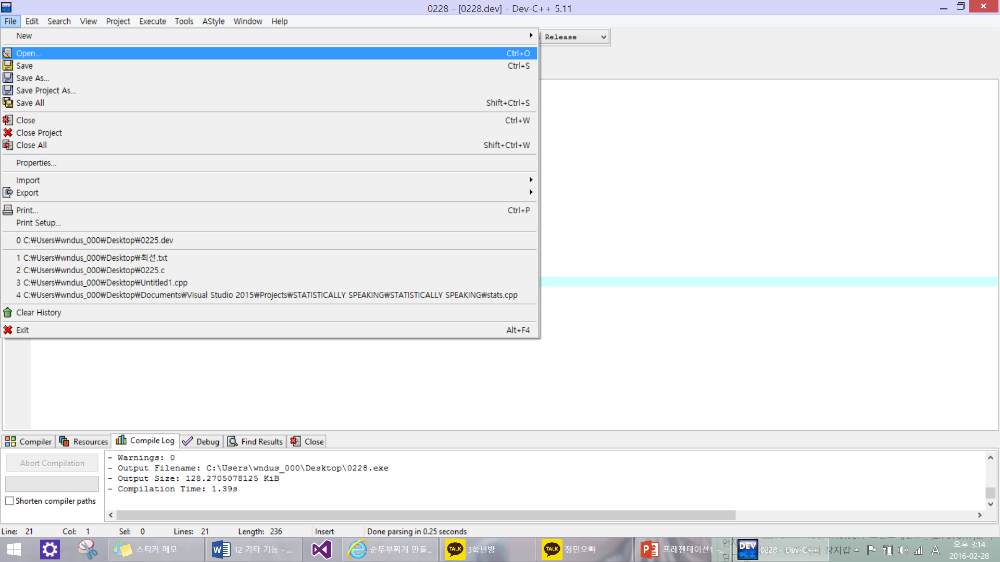 0228 - [0228.dev] - Dev-C++ 5.11
File Edit Search View Project Execute Tools AStyle Window Help
New
Release
Open... Ctrl+O
Save Ctrl+S
Save As...
Save Project As...
Save All Shift+Ctrl+S
Close Ctrl+W
Close Project
Close All Shift+Ctrl+W
Properties...
Import
Export
Print... Ctrl+P
Print Setup...
0 C:₩Users₩wndus_000₩Desktop₩0225.dev
1 C:₩Users₩wndus_000₩Desktop₩최선.txt
2 C:₩Users₩wndus_000₩Desktop₩0225.c
3 C:₩Users₩wndus_000₩Desktop₩Untitled1.cpp
4 C:₩Users₩wndus_000₩Desktop₩Documents₩Visual Studio 2015₩Projects₩STATISTICALLY SPEAKING₩STATISTICALLY SPEAKING₩stats.cpp
Clear History
Exit Alt+F4
Compiler Resources Compile Log Debug Find Results Close
Abort Compilation
Shorten compiler paths
- Warnings: 0
- Output Filename: C:\Users\wndus_000\Desktop\0228.exe
- Output Size: 128.2705078125 KiB
- Compilation Time: 1.39s
Line: 21 Col: 1 Sel: 0 Lines: 21 Length: 236 Insert Done parsing in 0.25 seconds
스티커 메모 12 기타 기능 - ... 순두부찌개 만들... TALK 3학년방 TALK 정민오빠 프레젠테이션1 - ... DEV C++ 0228 - Dev-C++ 장지갑 A 오후 3:14
2016-02-28